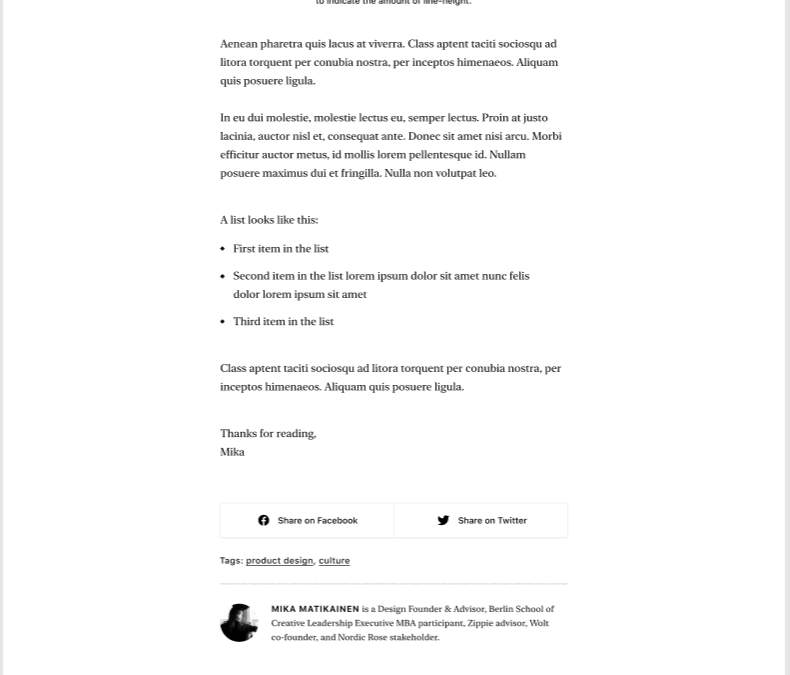 to indicate the amount of line-height.
Aenean pharetra quis lacus at viverra. Class aptent taciti sociosqu ad
litora torquent per conubia nostra, per inceptos himenaeos. Aliquam
quis posuere ligula.
In eu dui molestie, molestie lectus eu, semper lectus. Proin at justo
lacinia, auctor nisl et, consequat ante. Donec sit amet nisi arcu. Morbi
efficitur auctor metus, id mollis lorem pellentesque id. Nullam
posuere maximus dui et fringilla. Nulla non volutpat leo.
A list looks like this:
First item in the list
Second item in the list lorem ipsum dolor sit amet nunc felis
dolor lorem ipsum sit amet
Third item in the list
Class aptent taciti sociosqu ad litora torquent per conubia nostra, per
inceptos himenaeos. Aliquam quis posuere ligula.
Thanks for reading,
Mika
Share on Facebook
Share on Twitter
Tags: product design, culture
MIKA MATIKAINEN is a Design Founder & Advisor, Berlin School of
Creative Leadership Executive MBA participant, Zippie advisor, Wolt
co-founder, and Nordic Rose stakeholder.